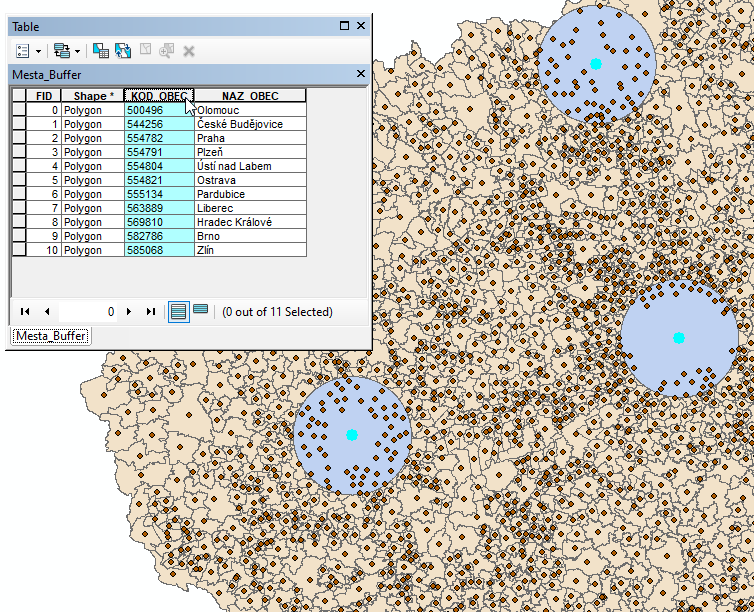 Table
Mesta_Buffer
FID Shape * KOD_OBEC NAZ_OBEC
0 Polygon 500496 Olomouc
1 Polygon 544256 České Budějovice
2 Polygon 554782 Praha
3 Polygon 554791 Plzeň
4 Polygon 554804 Ústí nad Labem
5 Polygon 554821 Ostrava
6 Polygon 555134 Pardubice
7 Polygon 563889 Liberec
8 Polygon 569810 Hradec Králové
9 Polygon 582786 Brno
10 Polygon 585068 Zlín
0 (0 out of 11 Selected)
Mesta_Buffer